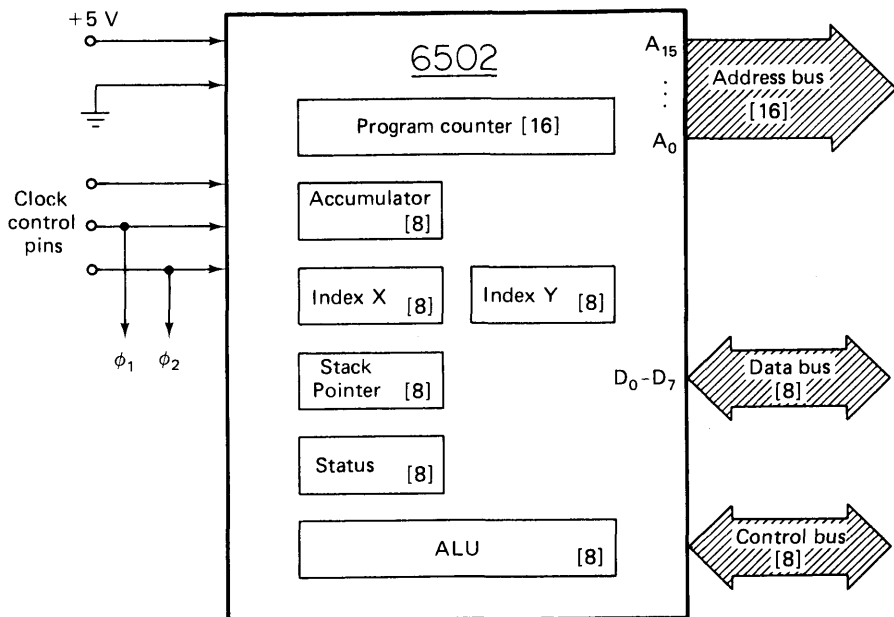 +5 V
6502
A15
Address bus
[16]
A0
Program counter [16]
Clock
control
pins
Accumulator
[8]
Index X [8]
Index Y [8]
ϕ1 ϕ2
Stack
Pointer [8]
D0-D7
Data bus
[8]
Status [8]
ALU [8]
Control bus
[8]